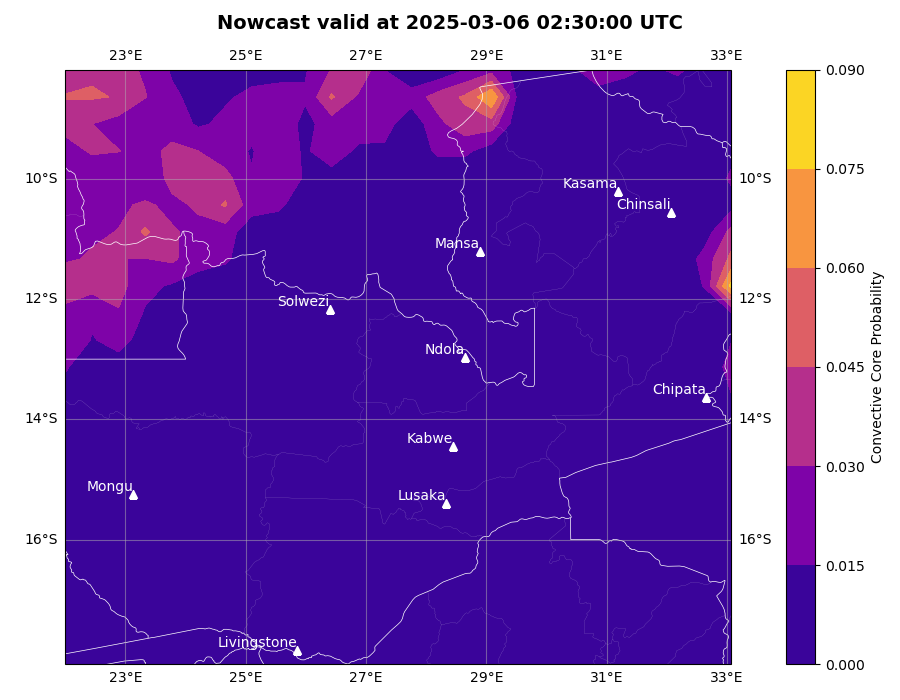 Nowcast valid at 2025-03-06 02:30:00 UTC
23°E 25°E 27°E 29°E 31°E 33°E
0.090
0.075
0.060
0.045
0.030
0.015
0.000
Convective Core Probability
10°S 10°S
12°S 12°S
14°S 14°S
16°S 16°S
Kasama
Chinsali
Mansa
Solwezi
Ndola
Chipata
Kabwe
Mongu
Lusaka
Livingstone
23°E 25°E 27°E 29°E 31°E 33°E